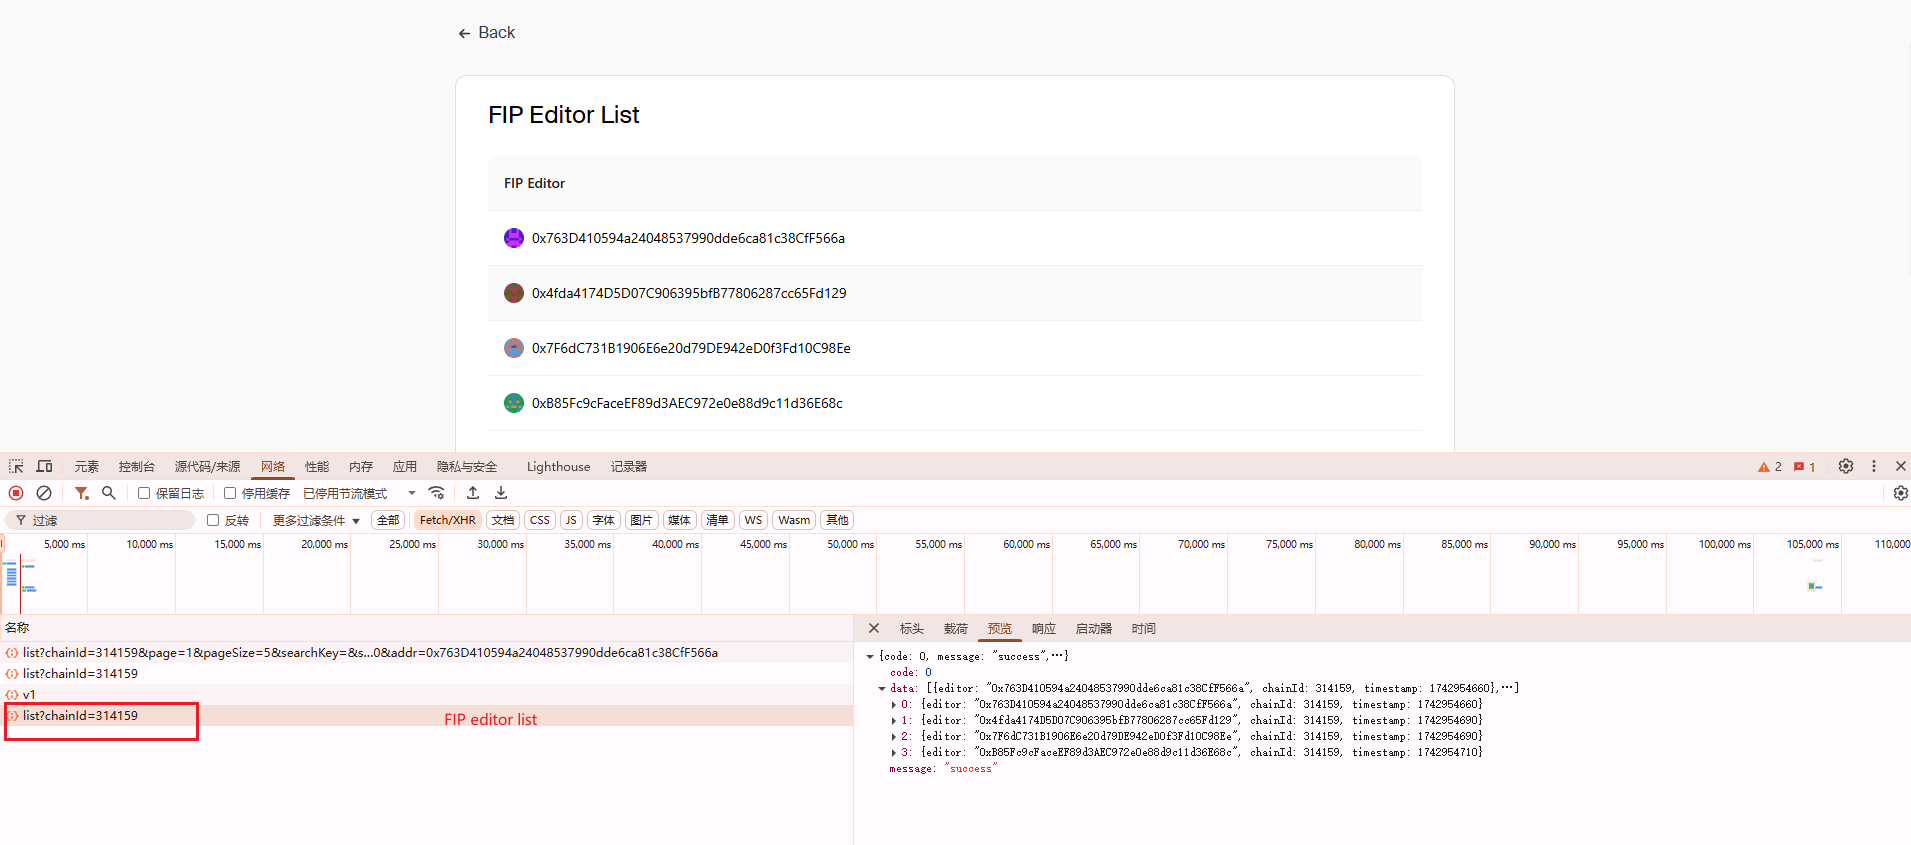 ← Back
FIP Editor List
FIP Editor
0x763D410594a24048537990dde6ca81c38CfF566a
0x4fda4174D5D07C906395bfB77806287cc65Fd129
0x7F6dC731B1906E6e20d79DE942eD0f3Fd10C98Ee
0xB85Fc9cFaceEF89d3AEC972e0e88d9c11d36E68c
元素 控制台 源代码/来源 网络 性能 内存 应用 隐私与安全 Lighthouse 记录器 2 1
保留日志 停用缓存 已停用节流模式
过滤 反转 更多过滤条件 全部 Fetch/XHR 文档 CSS JS 字体 图片 媒体 清单 WS Wasm 其他
5,000 ms 10,000 ms 15,000 ms 20,000 ms 25,000 ms 30,000 ms 35,000 ms 40,000 ms 45,000 ms 50,000 ms 55,000 ms 60,000 ms 65,000 ms 70,000 ms 75,000 ms 80,000 ms 85,000 ms 90,000 ms 95,000 ms 100,000 ms 105,000 ms 110,000
名称
list?chainId=314159&page=1&pageSize=5&searchKey=&s...0&addr=0x763D410594a24048537990dde6ca81c38CfF566a
list?chainId=314159
v1
list?chainId=314159
FIP editor list
标头 载荷 预览 响应 启动器 时间
{code: 0, message: "success",…}
code: 0
data: [{editor: "0x763D410594a24048537990dde6ca81c38CfF566a", chainId: 314159, timestamp: 1742954660},…]
0: {editor: "0x763D410594a24048537990dde6ca81c38CfF566a", chainId: 314159, timestamp: 1742954660}
1: {editor: "0x4fda4174D5D07C906395bfB77806287cc65Fd129", chainId: 314159, timestamp: 1742954690}
2: {editor: "0x7F6dC731B1906E6e20d79DE942eD0f3Fd10C98Ee", chainId: 314159, timestamp: 1742954690}
3: {editor: "0xB85Fc9cFaceEF89d3AEC972e0e88d9c11d36E68c", chainId: 314159, timestamp: 1742954710}
message: "success"